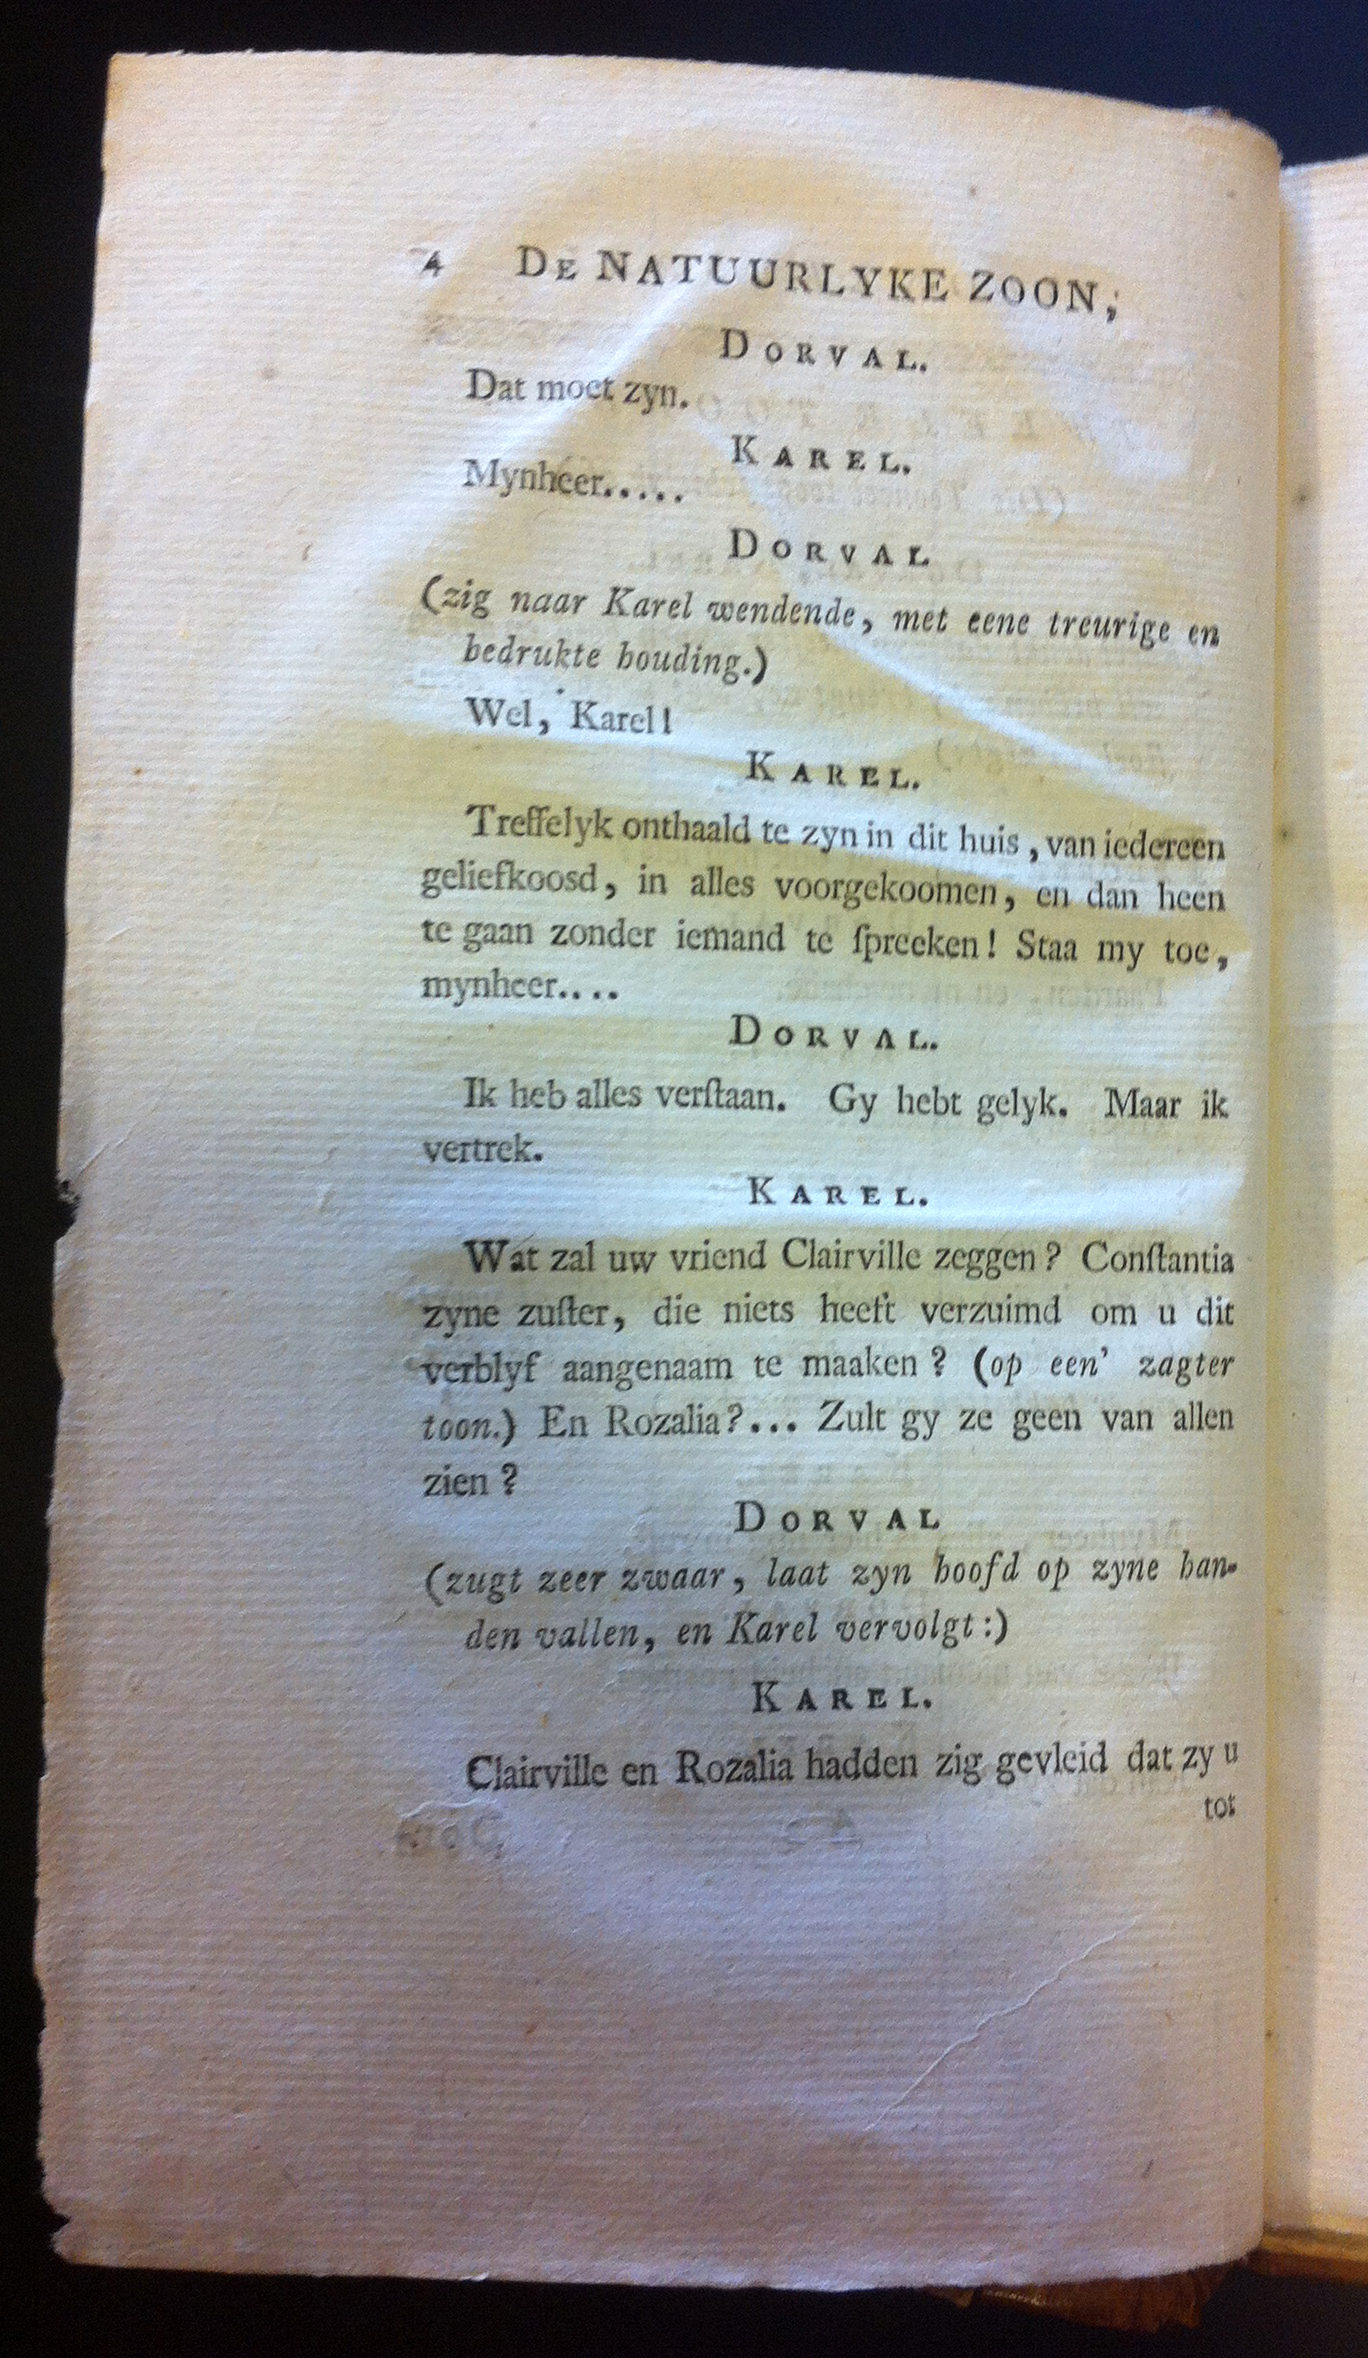 4 DE NATUURLYKE ZOON,
DORVAL.
Dat moet zyn.
KAREL.
Mynheer.....
DORVAL
(zig naar Karel wendende, met eene treurige en
bedrukte houding.)
Wel, Karel!
KAREL.
Treffelyk onthaald te zyn in dit huis, van iedereen
geliefkoosd, in alles voorgekoomen, en dan heen
te gaan zonder iemand te ſpreeken! Staa my toe,
mynheer....
DORVAL.
Ik heb alles verſtaan. Gy hebt gelyk. Maar ik
vertrek.
KAREL.
Wat zal uw vriend Clairville zeggen? Conſtantia
zyne zuſter, die niets heeft verzuimd om u dit
verblyf aangenaam te maaken? (op een' zagter
toon.) En Rozalia?... Zult gy ze geen van allen
zien?
DORVAL
(zugt zeer zwaar, laat zyn hoofd op zyne han-
den vallen, en Karel vervolgt:)
KAREL.
Clairville en Rozalia hadden zig gevleid dat zy u
tot